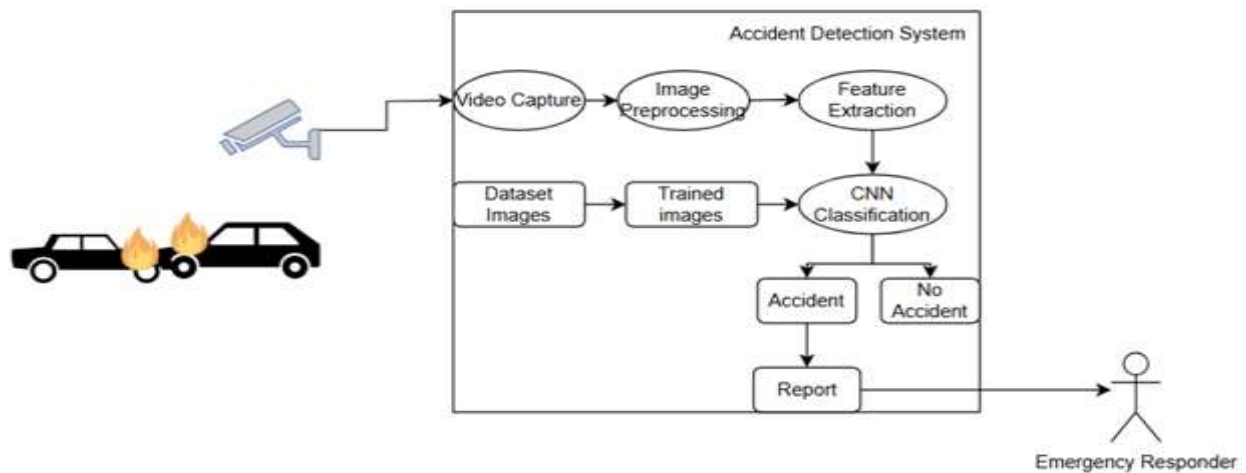 Accident Detection System
Video Capture
Image
Preprocessing
Feature
Extraction
Dataset
Images
Trained
images
CNN
Classification
Accident
No
Accident
Report
Emergency Responder